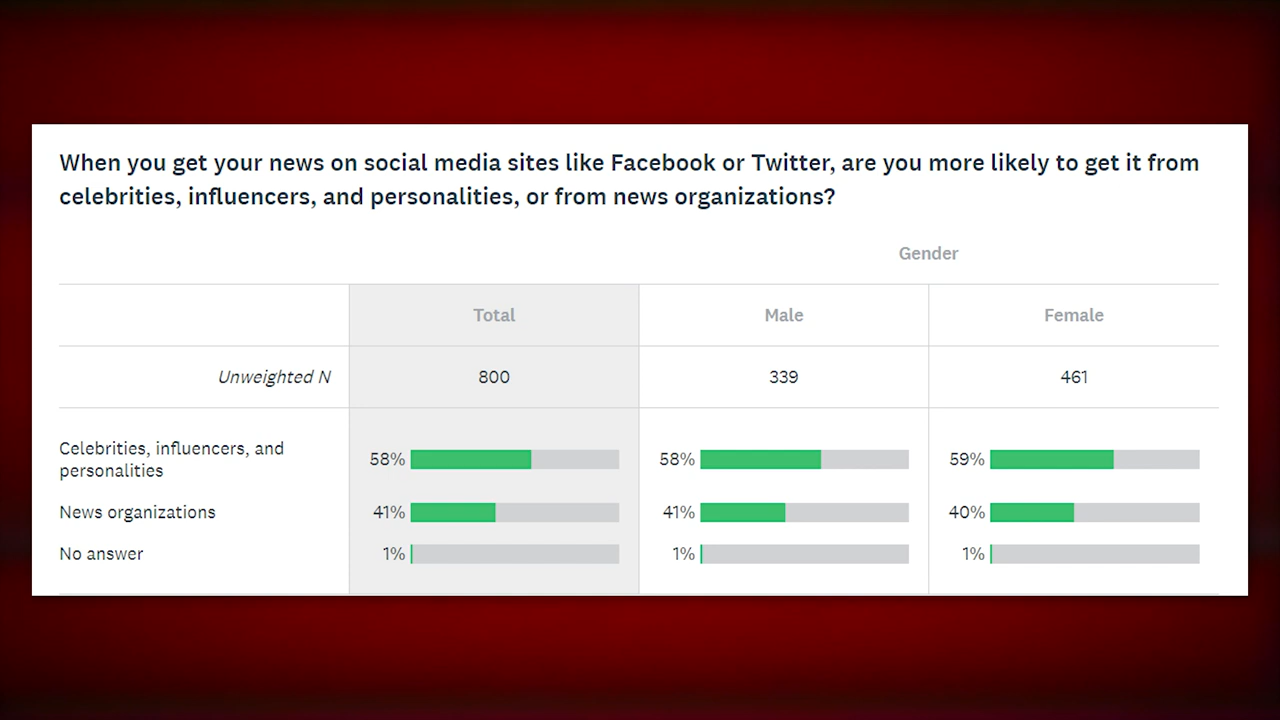 When you get your news on social media sites like Facebook or Twitter, are you more likely to get it from
celebrities, influencers, and personalities, or from news organizations?
Gender
Total Male Female
Unweighted N 800 339 461
Celebrities, influencers, and
personalities 58% 58% 59%
News organizations 41% 41% 40%
No answer 1% 1% 1%